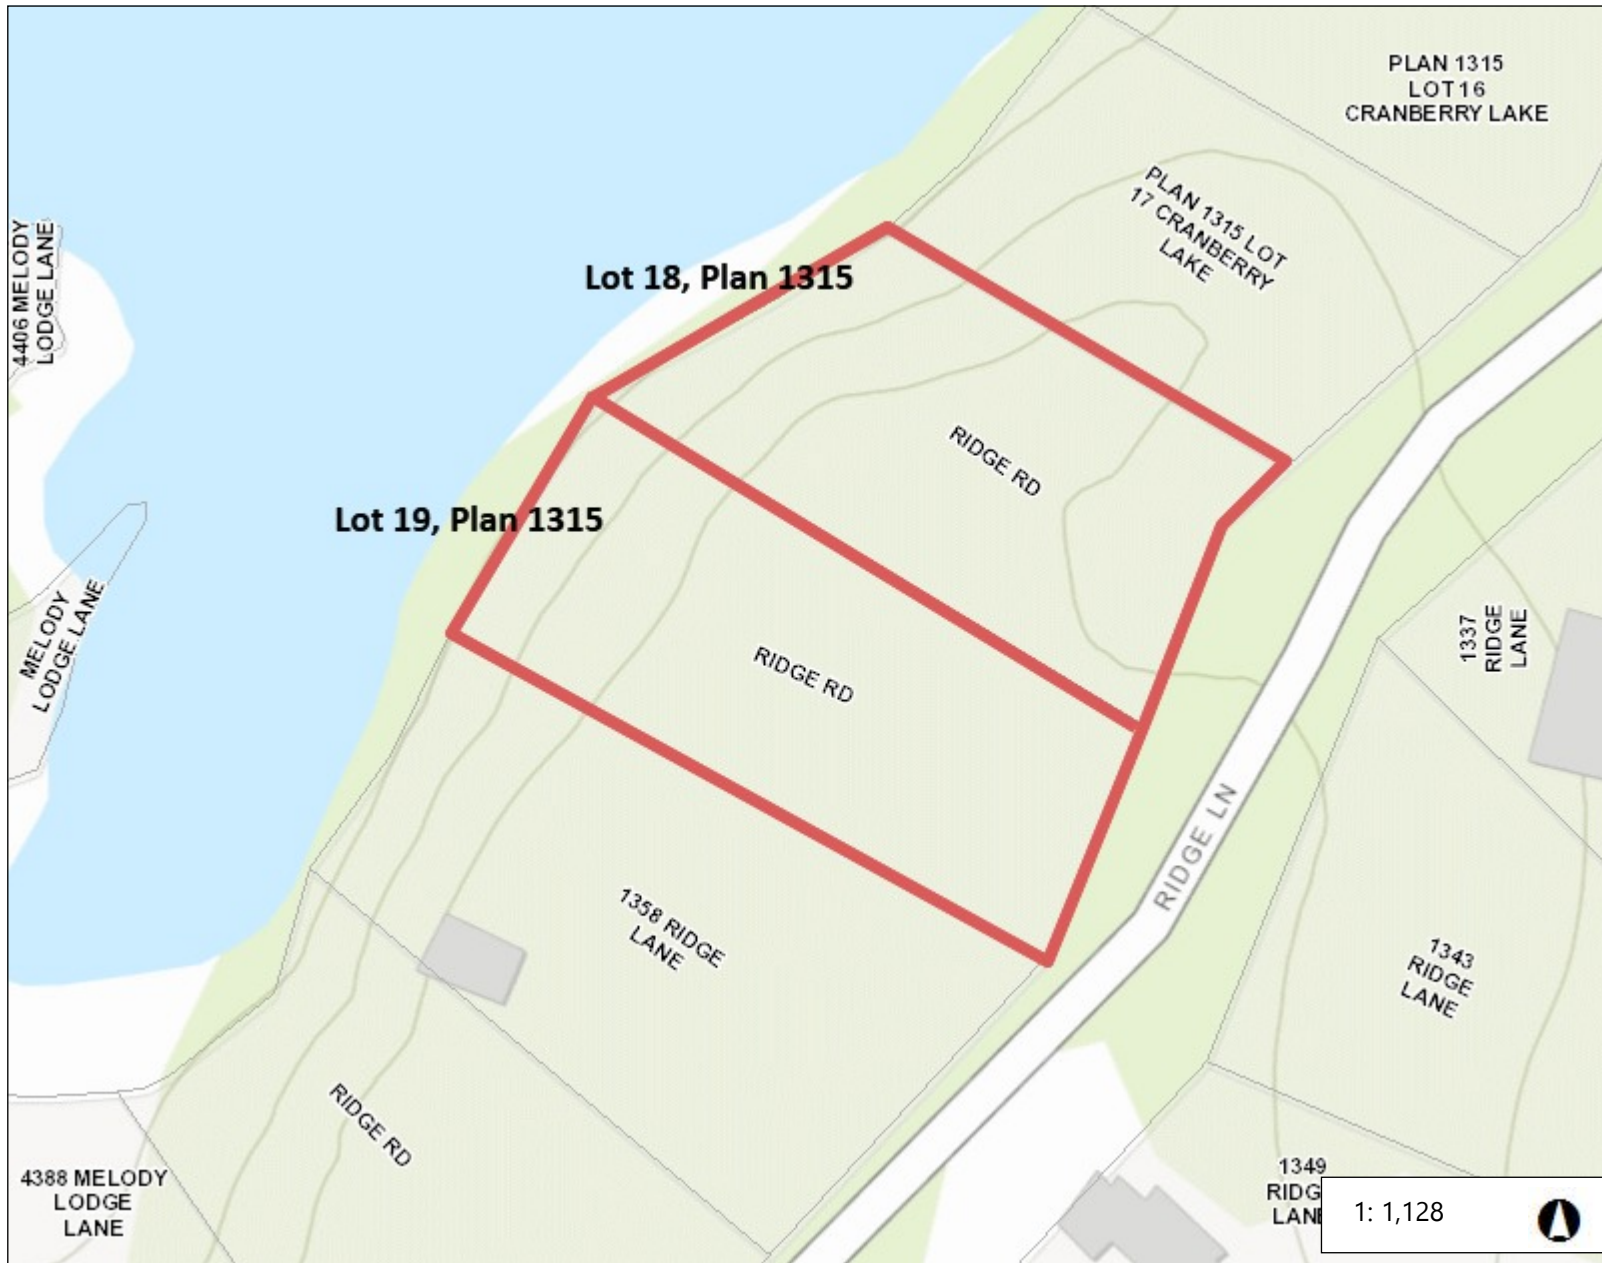 PLAN 1315
LOT 16
CRANBERRY LAKE
PLAN 1315 LOT
17 CRANBERRY
LAKE
4406 MELODY
LODGE LANE
Lot 18, Plan 1315
RIDGE RD
Lot 19, Plan 1315
MELODY
LODGE LANE
RIDGE RD
1337
RIDGE
LANE
RIDGE LN
1358 RIDGE
LANE
1343
RIDGE
LANE
RIDGE RD
4388 MELODY
LODGE
LANE
1349
RIDG
LANE
1: 1,128